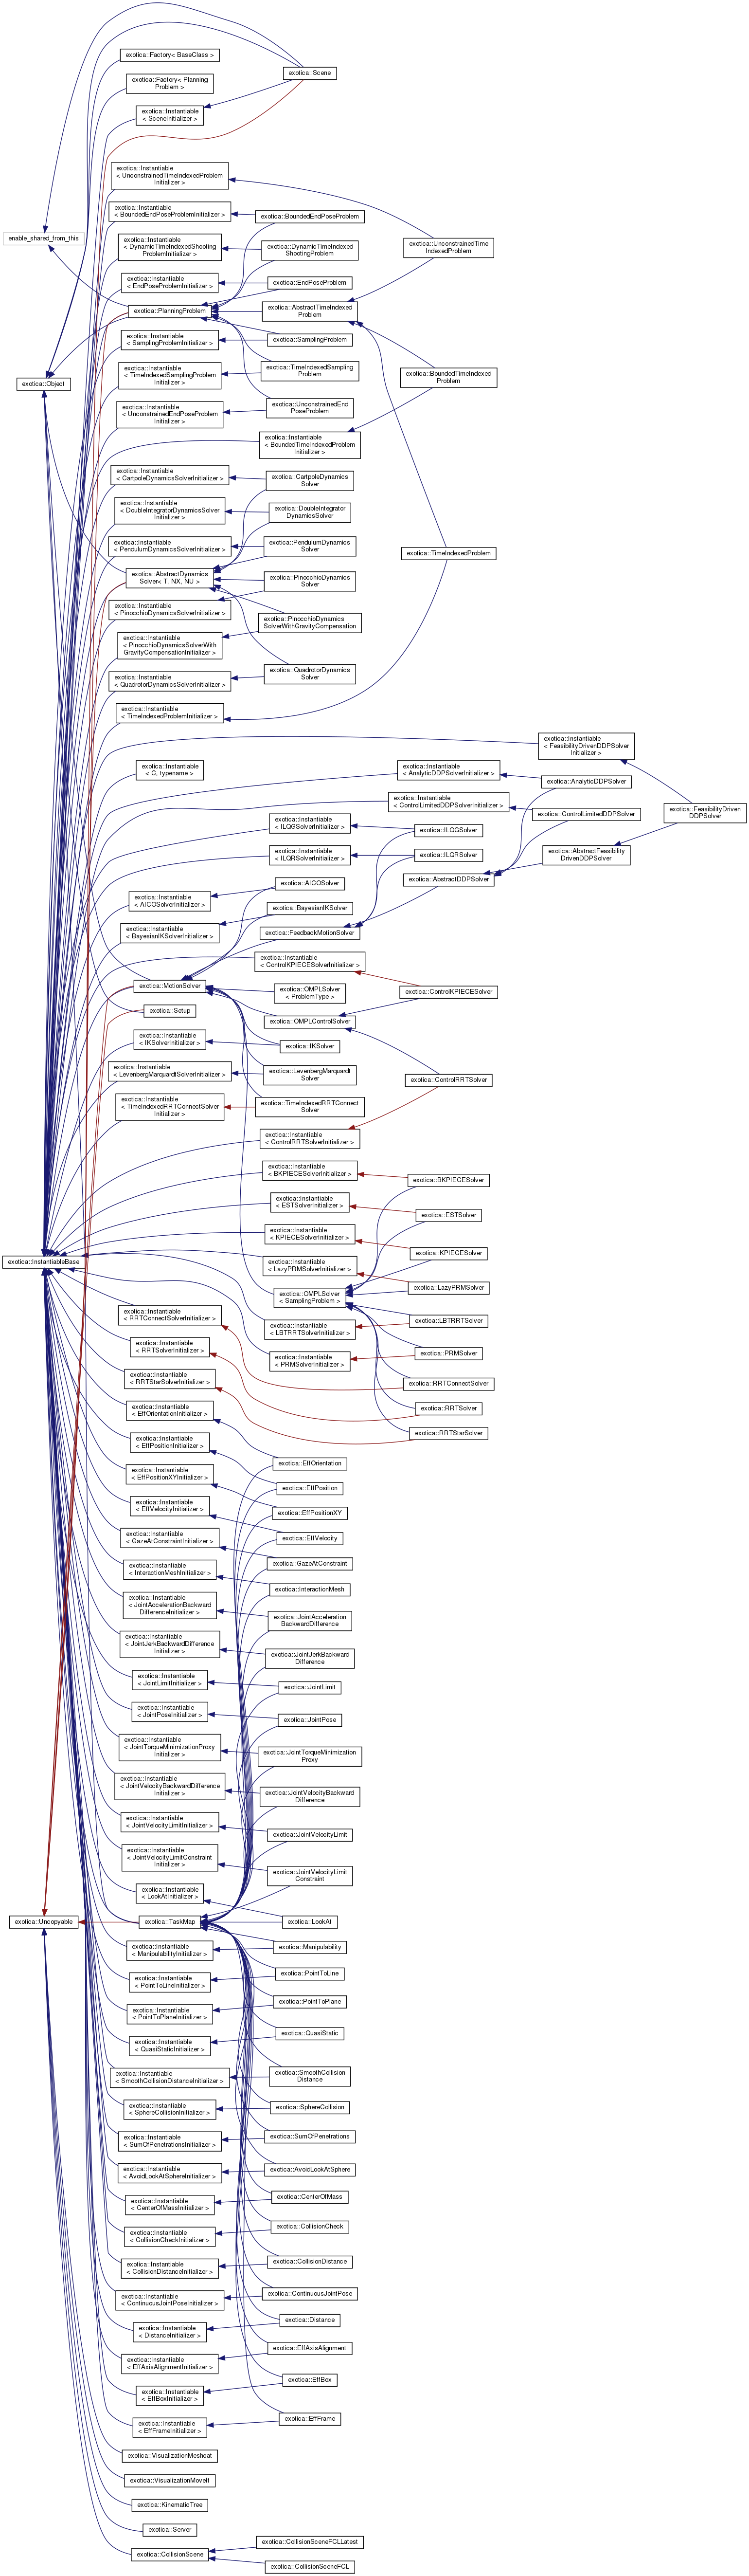 exotica::Factory< BaseClass >
exotica::Scene
exotica::Factory< Planning
Problem >
exotica::Instantiable
< SceneInitializer >
exotica::Instantiable
< UnconstrainedTimeIndexedProblem
Initializer >
exotica::Instantiable
< BoundedEndPoseProblemInitializer >
exotica::BoundedEndPoseProblem
enable_shared_from_this
exotica::Instantiable
< DynamicTimeIndexedShooting
ProblemInitializer >
exotica::DynamicTimeIndexed
ShootingProblem
exotica::UnconstrainedTime
IndexedProblem
exotica::Instantiable
< EndPoseProblemInitializer >
exotica::EndPoseProblem
exotica::PlanningProblem
exotica::AbstractTimeIndexed
Problem
exotica::Instantiable
< SamplingProblemInitializer >
exotica::SamplingProblem
exotica::Object
exotica::Instantiable
< TimeIndexedSamplingProblem
Initializer >
exotica::TimeIndexedSampling
Problem
exotica::BoundedTimeIndexed
Problem
exotica::Instantiable
< UnconstrainedEndPoseProblem
Initializer >
exotica::UnconstrainedEnd
PoseProblem
exotica::Instantiable
< BoundedTimeIndexedProblem
Initializer >
exotica::Instantiable
< CartpoleDynamicsSolverInitializer >
exotica::CartpoleDynamics
Solver
exotica::Instantiable
< DoubleIntegratorDynamicsSolver
Initializer >
exotica::DoubleIntegrator
DynamicsSolver
exotica::Instantiable
< PendulumDynamicsSolverInitializer >
exotica::PendulumDynamics
Solver
exotica::TimeIndexedProblem
exotica::AbstractDynamics
Solver< T, NX, NU >
exotica::PinocchioDynamics
Solver
exotica::Instantiable
< PinocchioDynamicsSolverInitializer >
exotica::PinocchioDynamics
SolverWithGravityCompensation
exotica::Instantiable
< PinocchioDynamicsSolverWith
GravityCompensationInitializer >
exotica::Instantiable
< QuadrotorDynamicsSolverInitializer >
exotica::QuadrotorDynamics
Solver
exotica::Instantiable
< TimeIndexedProblemInitializer >
exotica::Instantiable
< FeasibilityDrivenDDPSolver
Initializer >
exotica::Instantiable
< C, typename >
exotica::Instantiable
< AnalyticDDPSolverInitializer >
exotica::AnalyticDDPSolver
exotica::Instantiable
< ControlLimitedDDPSolverInitializer >
exotica::ControlLimitedDDPSolver
exotica::FeasibilityDriven
DDPSolver
exotica::Instantiable
< ILQGSolverInitializer >
exotica::ILQGSolver
exotica::Instantiable
< ILQRSolverInitializer >
exotica::ILQRSolver
exotica::AbstractFeasibility
DrivenDDPSolver
exotica::AICOSolver
exotica::AbstractDDPSolver
exotica::Instantiable
< AICOSolverInitializer >
exotica::BayesianIKSolver
exotica::Instantiable
< BayesianIKSolverInitializer >
exotica::FeedbackMotionSolver
exotica::Instantiable
< ControlKPIECESolverInitializer >
exotica::MotionSolver
exotica::OMPLSolver
< ProblemType >
exotica::ControlKPIECESolver
exotica::Setup
exotica::OMPLControlSolver
exotica::Instantiable
< IKSolverInitializer >
exotica::IKSolver
exotica::Instantiable
< LevenbergMarquardtSolverInitializer >
exotica::LevenbergMarquardt
Solver
exotica::ControlRRTSolver
exotica::Instantiable
< TimeIndexedRRTConnectSolver
Initializer >
exotica::TimeIndexedRRTConnect
Solver
exotica::Instantiable
< ControlRRTSolverInitializer >
exotica::Instantiable
< BKPIECESolverInitializer >
exotica::BKPIECESolver
exotica::Instantiable
< ESTSolverInitializer >
exotica::ESTSolver
exotica::Instantiable
< KPIECESolverInitializer >
exotica::KPIECESolver
exotica::InstantiableBase
exotica::Instantiable
< LazyPRMSolverInitializer >
exotica::LazyPRMSolver
exotica::OMPLSolver
< SamplingProblem >
exotica::Instantiable
< RRTConnectSolverInitializer >
exotica::Instantiable
< LBTRRTSolverInitializer >
exotica::LBTRRTSolver
exotica::Instantiable
< RRTSolverInitializer >
exotica::Instantiable
< PRMSolverInitializer >
exotica::PRMSolver
exotica::Instantiable
< RRTStarSolverInitializer >
exotica::RRTConnectSolver
exotica::Instantiable
< EffOrientationInitializer >
exotica::RRTSolver
exotica::Instantiable
< EffPositionInitializer >
exotica::RRTStarSolver
exotica::EffOrientation
exotica::Instantiable
< EffPositionXYInitializer >
exotica::EffPosition
exotica::Instantiable
< EffVelocityInitializer >
exotica::EffPositionXY
exotica::Instantiable
< GazeAtConstraintInitializer >
exotica::EffVelocity
exotica::GazeAtConstraint
exotica::Instantiable
< InteractionMeshInitializer >
exotica::InteractionMesh
exotica::Instantiable
< JointAccelerationBackward
DifferenceInitializer >
exotica::JointAcceleration
BackwardDifference
exotica::Instantiable
< JointJerkBackwardDifference
Initializer >
exotica::JointJerkBackward
Difference
exotica::Instantiable
< JointLimitInitializer >
exotica::JointLimit
exotica::Instantiable
< JointPoseInitializer >
exotica::JointPose
exotica::Instantiable
< JointTorqueMinimizationProxy
Initializer >
exotica::JointTorqueMinimization
Proxy
exotica::Instantiable
< JointVelocityBackwardDifference
Initializer >
exotica::JointVelocityBackward
Difference
exotica::Instantiable
< JointVelocityLimitInitializer >
exotica::JointVelocityLimit
exotica::Instantiable
< JointVelocityLimitConstraint
Initializer >
exotica::JointVelocityLimit
Constraint
exotica::Instantiable
< LookAtInitializer >
exotica::LookAt
exotica::Uncopyable
exotica::TaskMap
exotica::Instantiable
< ManipulabilityInitializer >
exotica::Manipulability
exotica::Instantiable
< PointToLineInitializer >
exotica::PointToLine
exotica::Instantiable
< PointToPlaneInitializer >
exotica::PointToPlane
exotica::Instantiable
< QuasiStaticInitializer >
exotica::QuasiStatic
exotica::Instantiable
< SmoothCollisionDistanceInitializer >
exotica::SmoothCollision
Distance
exotica::Instantiable
< SphereCollisionInitializer >
exotica::SphereCollision
exotica::Instantiable
< SumOfPenetrationsInitializer >
exotica::SumOfPenetrations
exotica::Instantiable
< AvoidLookAtSphereInitializer >
exotica::AvoidLookAtSphere
exotica::Instantiable
< CenterOfMassInitializer >
exotica::CenterOfMass
exotica::Instantiable
< CollisionCheckInitializer >
exotica::CollisionCheck
exotica::Instantiable
< CollisionDistanceInitializer >
exotica::CollisionDistance
exotica::Instantiable
< ContinuousJointPoseInitializer >
exotica::ContinuousJointPose
exotica::Instantiable
< DistanceInitializer >
exotica::Distance
exotica::Instantiable
< EffAxisAlignmentInitializer >
exotica::EffAxisAlignment
exotica::Instantiable
< EffBoxInitializer >
exotica::EffBox
exotica::Instantiable
< EffFrameInitializer >
exotica::EffFrame
exotica::VisualizationMeshcat
exotica::VisualizationMoveIt
exotica::KinematicTree
exotica::Server
exotica::CollisionScene
exotica::CollisionSceneFCLLatest
exotica::CollisionSceneFCL